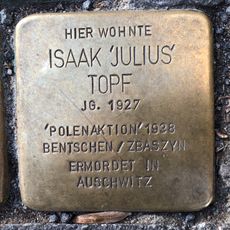 HIER WOHNTE
ISAAK 'JULIUS'
TOPF
JG. 1927
'POLENAKTION' 1938
BENTSCHEN / ZBASZYN
ERMORDET IN
AUSCHWITZ